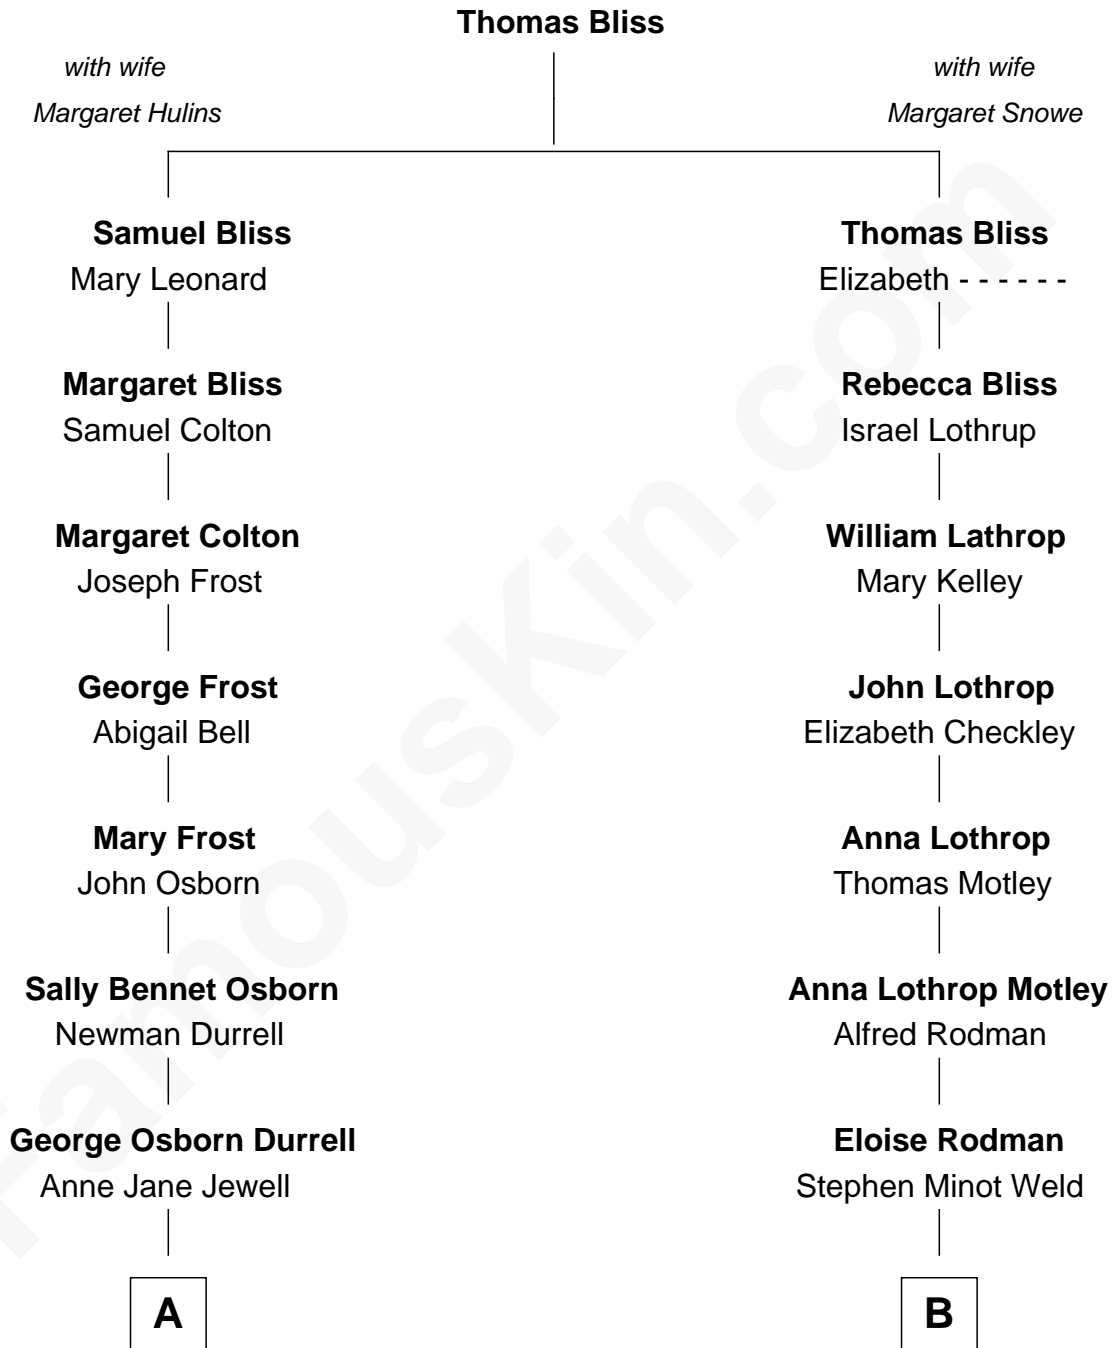 Thomas Bliss
with wife
Margaret Hulins
with wife
Margaret Snowe
Samuel Bliss
Mary Leonard
Thomas Bliss
Elizabeth - - - - - -
Margaret Bliss
Samuel Colton
Rebecca Bliss
Israel Lothrup
Margaret Colton
Joseph Frost
William Lathrop
Mary Kelley
George Frost
Abigail Bell
John Lothrop
Elizabeth Checkley
Mary Frost
John Osborn
Anna Lothrop
Thomas Motley
Sally Bennet Osborn
Newman Durrell
Anna Lothrop Motley
Alfred Rodman
George Osborn Durrell
Anne Jane Jewell
Eloise Rodman
Stephen Minot Weld
A
B
FamousKin.com